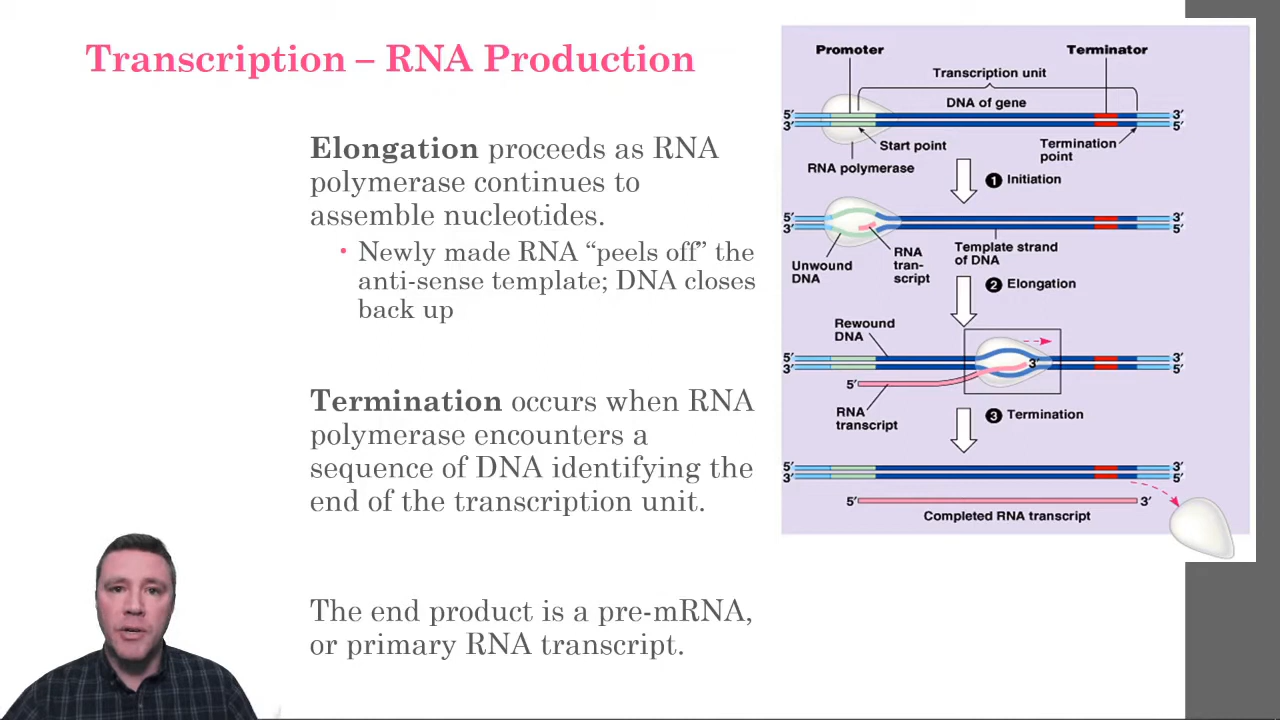 Transcription – RNA Production
Elongation proceeds as RNA
polymerase continues to
assemble nucleotides.
• Newly made RNA “peels off” the
anti-sense template; DNA closes
back up
Termination occurs when RNA
polymerase encounters a
sequence of DNA identifying the
end of the transcription unit.
The end product is a pre-mRNA,
or primary RNA transcript.
Promoter
Terminator
Transcription unit
DNA of gene
5′ 3′
3′ 5′
Start point
Termination
point
RNA polymerase
1 Initiation
5′ 3′
3′ 5′
Unwound
DNA
RNA
tran-
script
Template strand
of DNA
2 Elongation
Rewound
DNA
5′ 3′
3′ 3′ 5′
5′
RNA
transcript
3 Termination
5′ 3′
3′ 5′
5′ 3′
Completed RNA transcript